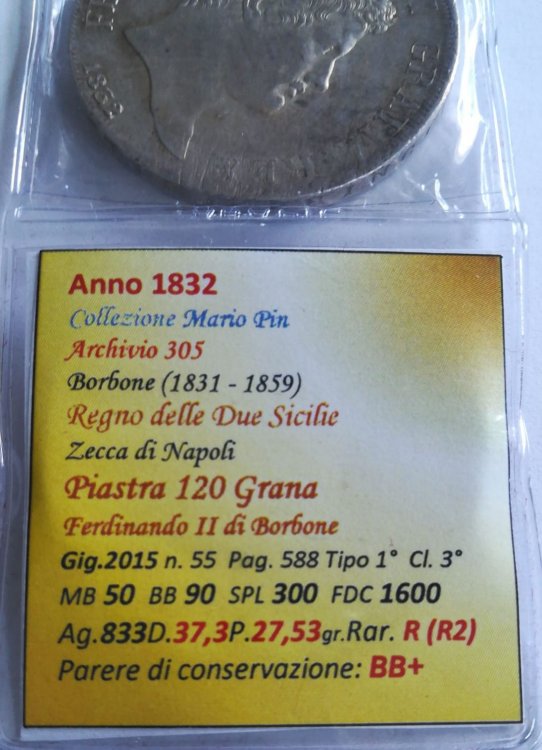 1832
Anno 1832
Collezione Mario Pin
Archivio 305
Borbone (1831 - 1859)
Regno delle Due Sicilie
Zecca di Napoli
Piastra 120 Grana
Ferdinando II di Borbone
Gig.2015 n. 55 Pag. 588 Tipo 1° Cl. 3°
MB 50 BB 90 SPL 300 FDC 1600
Ag.833D.37,3P.27,53gr.Rar. R (R2)
Parere di conservazione: BB+